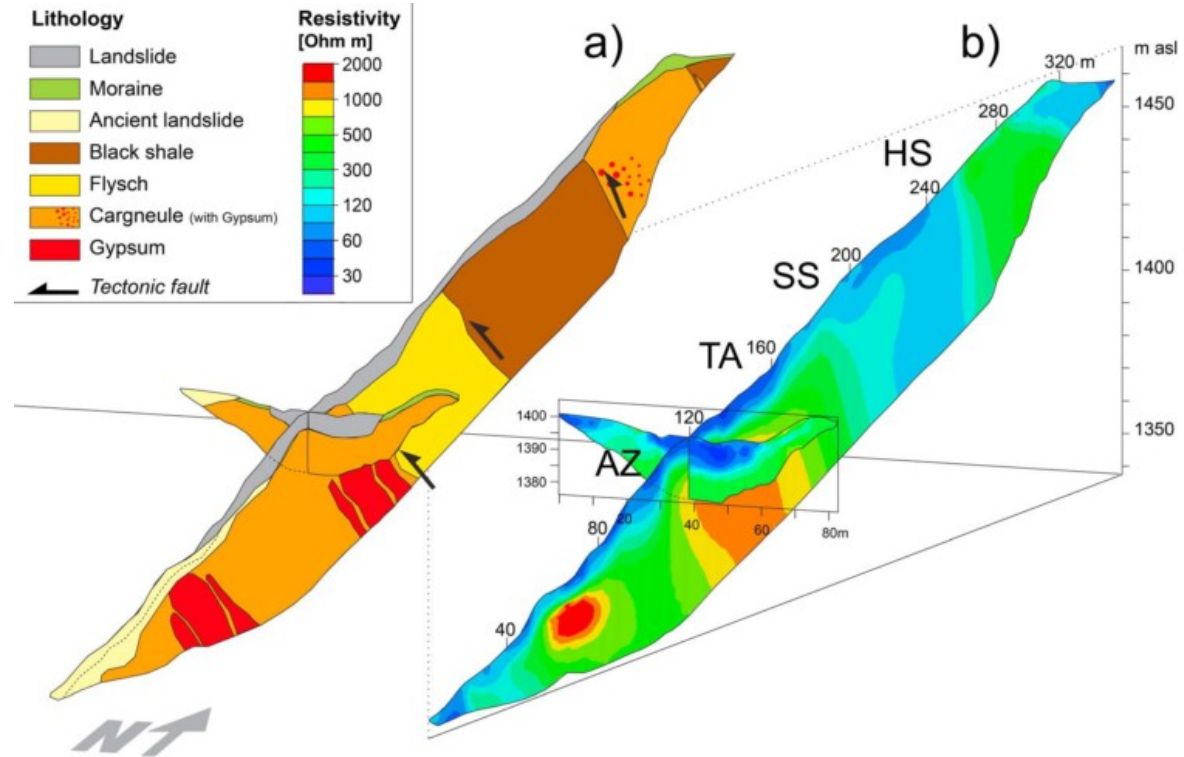 Lithology
Landslide
Moraine
Ancient landslide
Black shale
Flysch
Cargneule (with Gypsum)
Gypsum
Tectonic fault
Resistivity
[Ohm m]
2000
1000
500
300
120
60
30
a)
b)
m asl
1450
1400
1350
320 m
280
HS
240
SS
200
TA
160
120
1400
1390
1380
AZ
80
20
40
60
80m
40
N